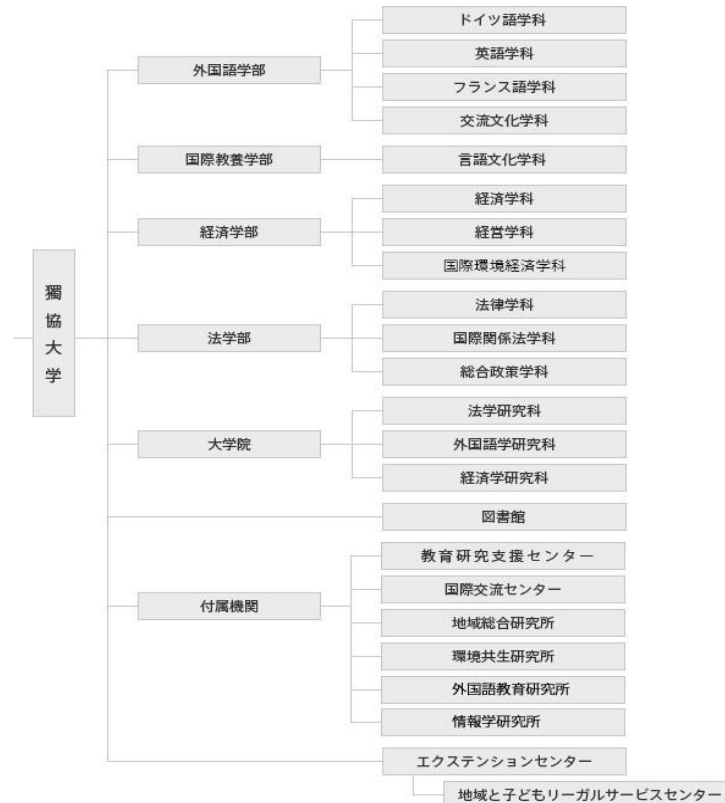 獨協大学
外国語学部
ドイツ語学科
英語学科
フランス語学科
交流文化学科
国際教養学部
言語文化学科
経済学部
経済学科
経営学科
国際環境経済学科
法学部
法律学科
国際関係法学科
総合政策学科
大学院
法学研究科
外国語学研究科
経済学研究科
図書館
付属機関
教育研究支援センター
国際交流センター
地域総合研究所
環境共生研究所
外国語教育研究所
情報学研究所
エクステンションセンター
地域と子どもリーガルサービスセンター